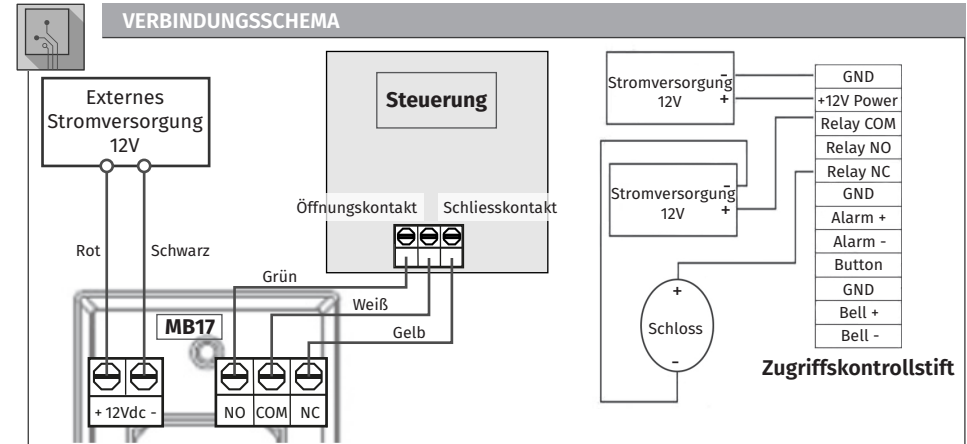 VERBINDUNGSSCHEMA
Externes
Stromversorgung
12V
Rot
Schwarz
Steuerung
Öffnungskontakt
Schliesskontakt
Grün
Weiß
Gelb
MB17
+ 12Vdc -
NO
COM
NC
Stromversorgung
12V
-
+
Stromversorgung
12V
-
+
+
Schloss
-
GND
+12V Power
Relay COM
Relay NO
Relay NC
GND
Alarm +
Alarm -
Button
GND
Bell +
Bell -
Zugriffskontrollstift